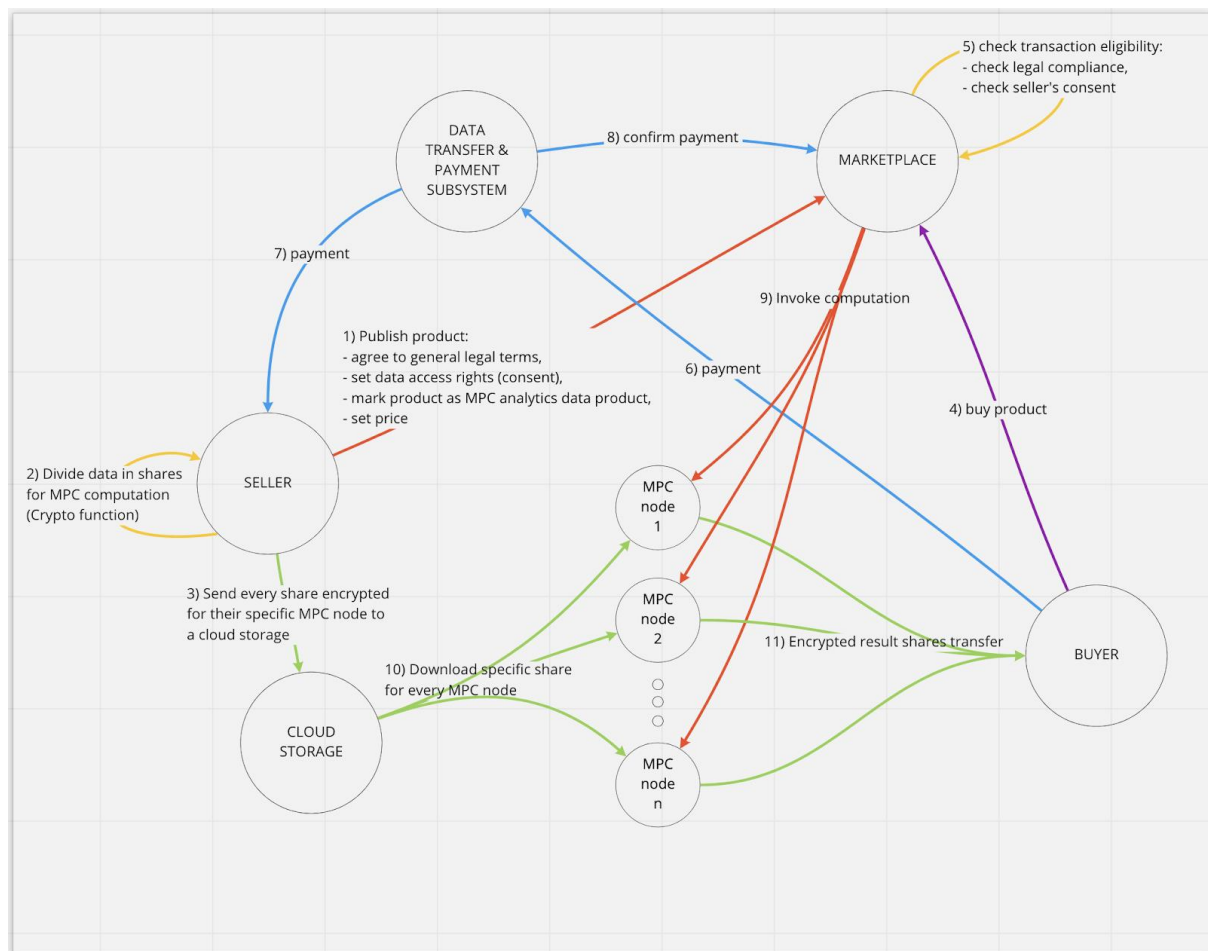 5) check transaction eligibility:
- check legal compliance,
- check seller's consent
DATA
TRANSFER &
PAYMENT
SUBSYSTEM
8) confirm payment
MARKETPLACE
7) payment
9) Invoke computation
1) Publish product:
- agree to general legal terms,
- set data access rights (consent),
- mark product as MPC analytics data product,
- set price
6) payment
4) buy product
2) Divide data in shares
for MPC computation
(Crypto function)
SELLER
MPC
node
1
3) Send every share encrypted
for their specific MPC node to
a cloud storage
MPC
node
2
11) Encrypted result shares transfer
BUYER
10) Download specific share
for every MPC node
CLOUD
STORAGE
MPC
node
n